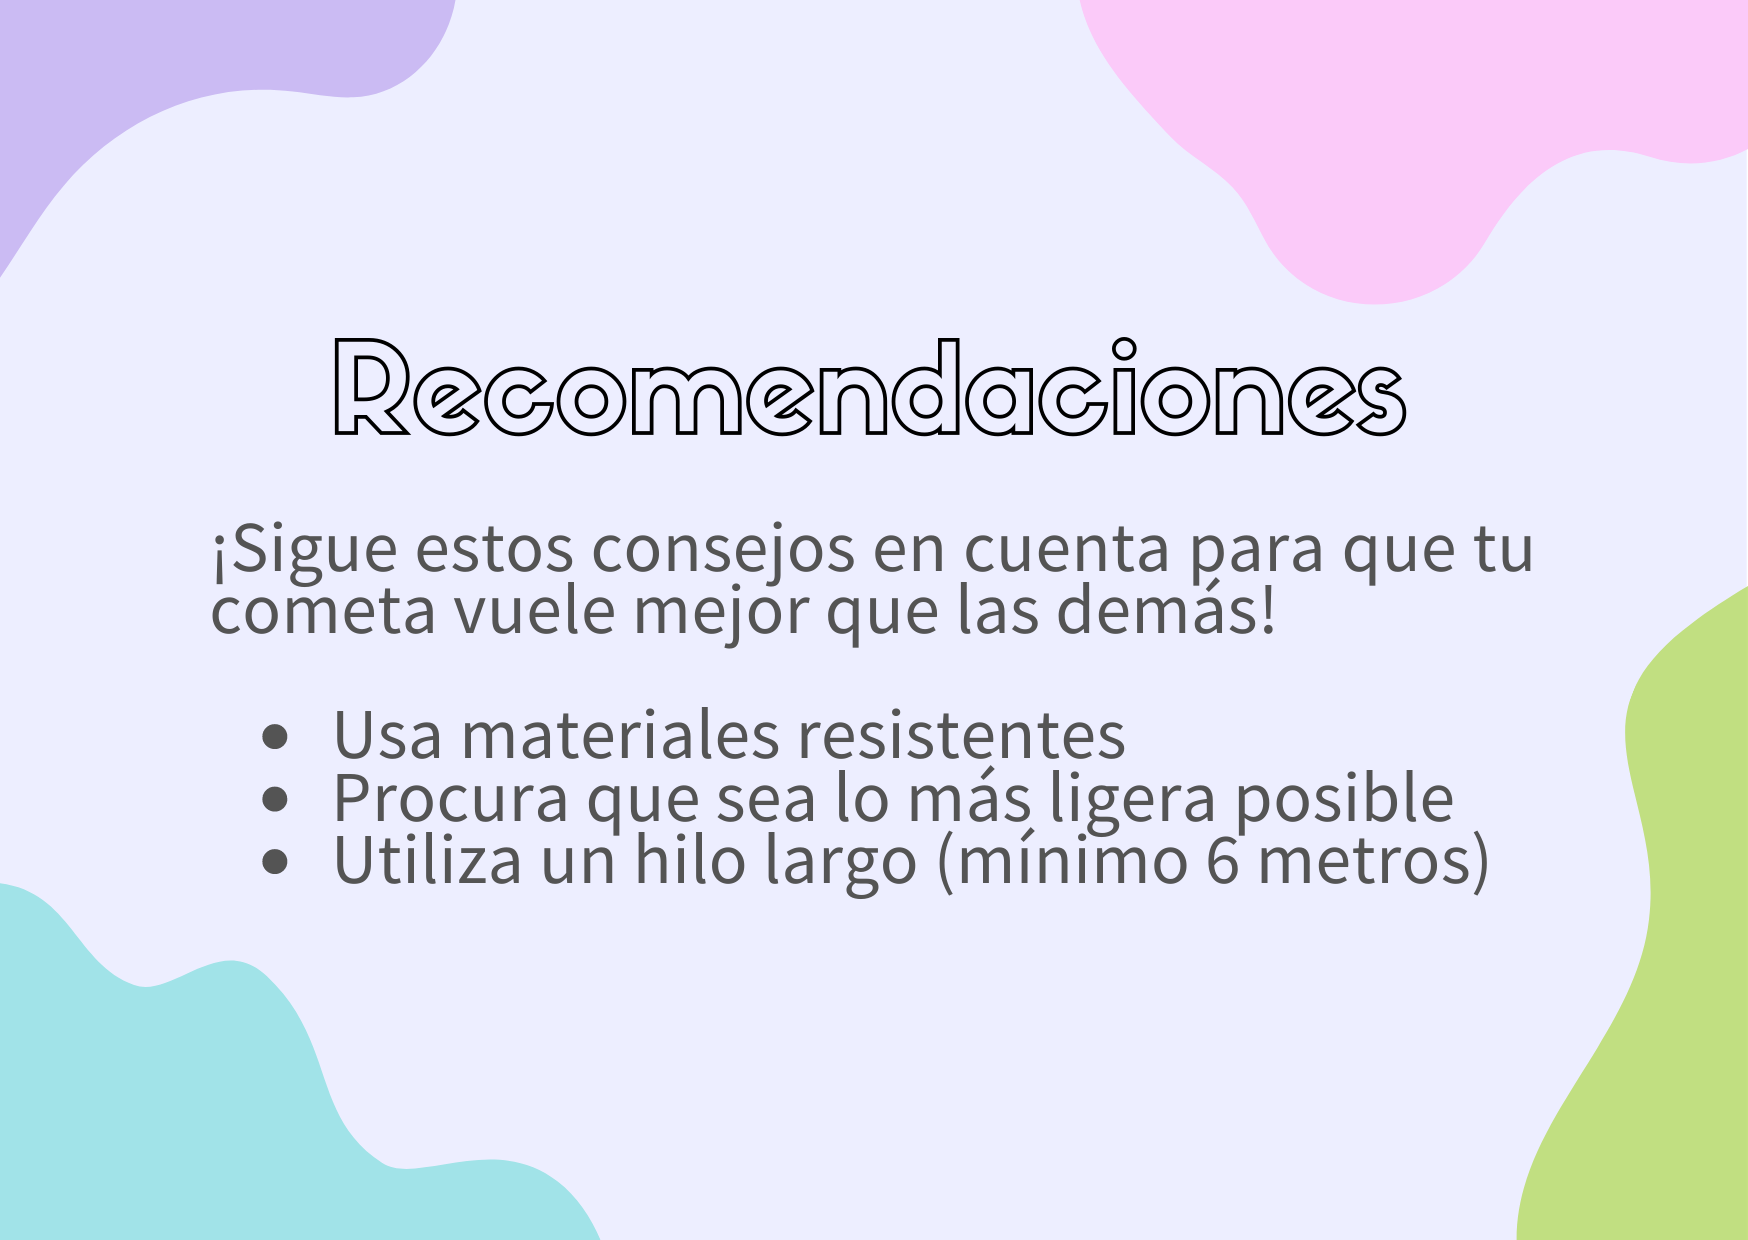 Recomendaciones
¡Sigue estos consejos en cuenta para que tu
cometa vuele mejor que las demás!
• Usa materiales resistentes
• Procura que sea lo más ligera posible
• Utiliza un hilo largo (mínimo 6 metros)